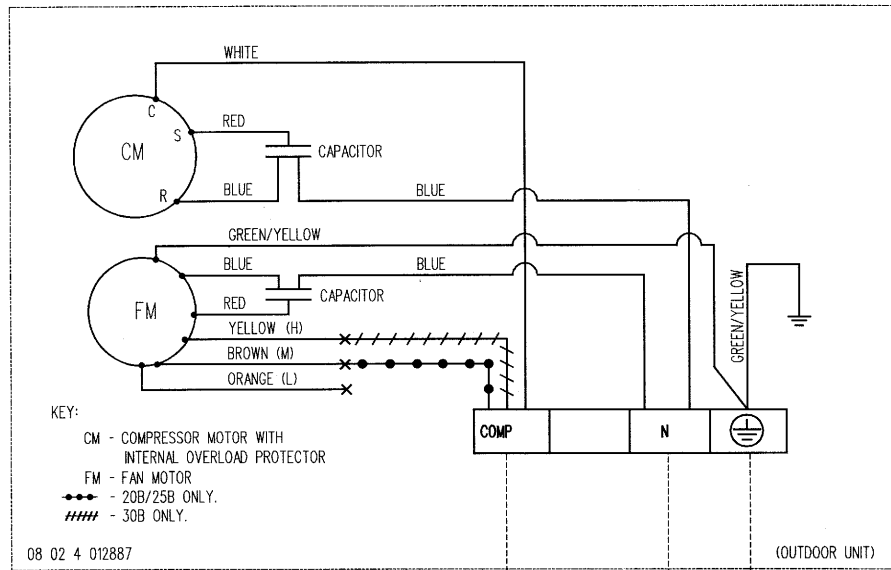 WHITE
C
S
RED
CM
CAPACITOR
R
BLUE
BLUE
GREEN/YELLOW
BLUE
BLUE
RED
CAPACITOR
FM
YELLOW (H)
BROWN (M)
ORANGE (L)
GREEN/YELLOW
COMP
N
KEY:
CM - COMPRESSOR MOTOR WITH
INTERNAL OVERLOAD PROTECTOR
FM - FAN MOTOR
- 20B/25B ONLY.
- 30B ONLY.
08 02 4 012887
(OUTDOOR UNIT)